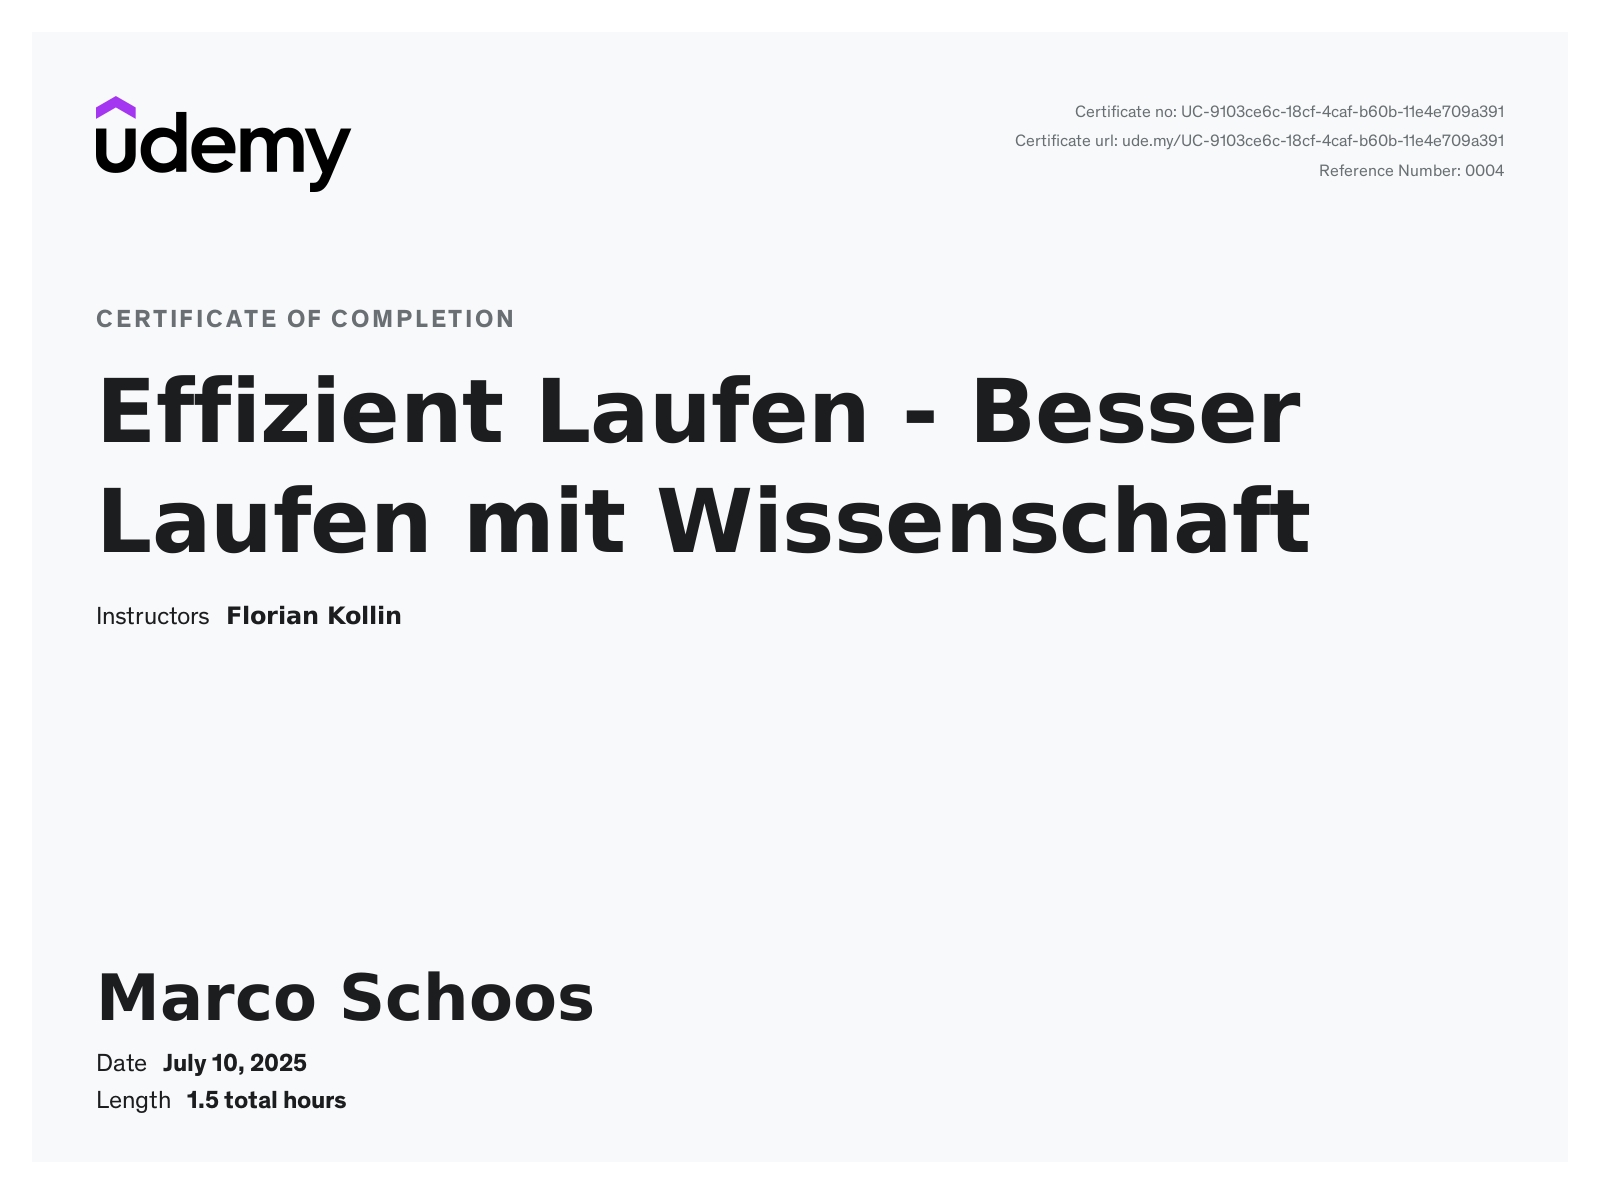 udemy
Certificate no: UC-9103ce6c-18cf-4caf-b60b-11e4e709a391
Certificate url: ude.my/UC-9103ce6c-18cf-4caf-b60b-11e4e709a391
Reference Number: 0004
CERTIFICATE OF COMPLETION
Effizient Laufen - Besser
Laufen mit Wissenschaft
Instructors Florian Kollin
Marco Schoos
Date July 10, 2025
Length 1.5 total hours